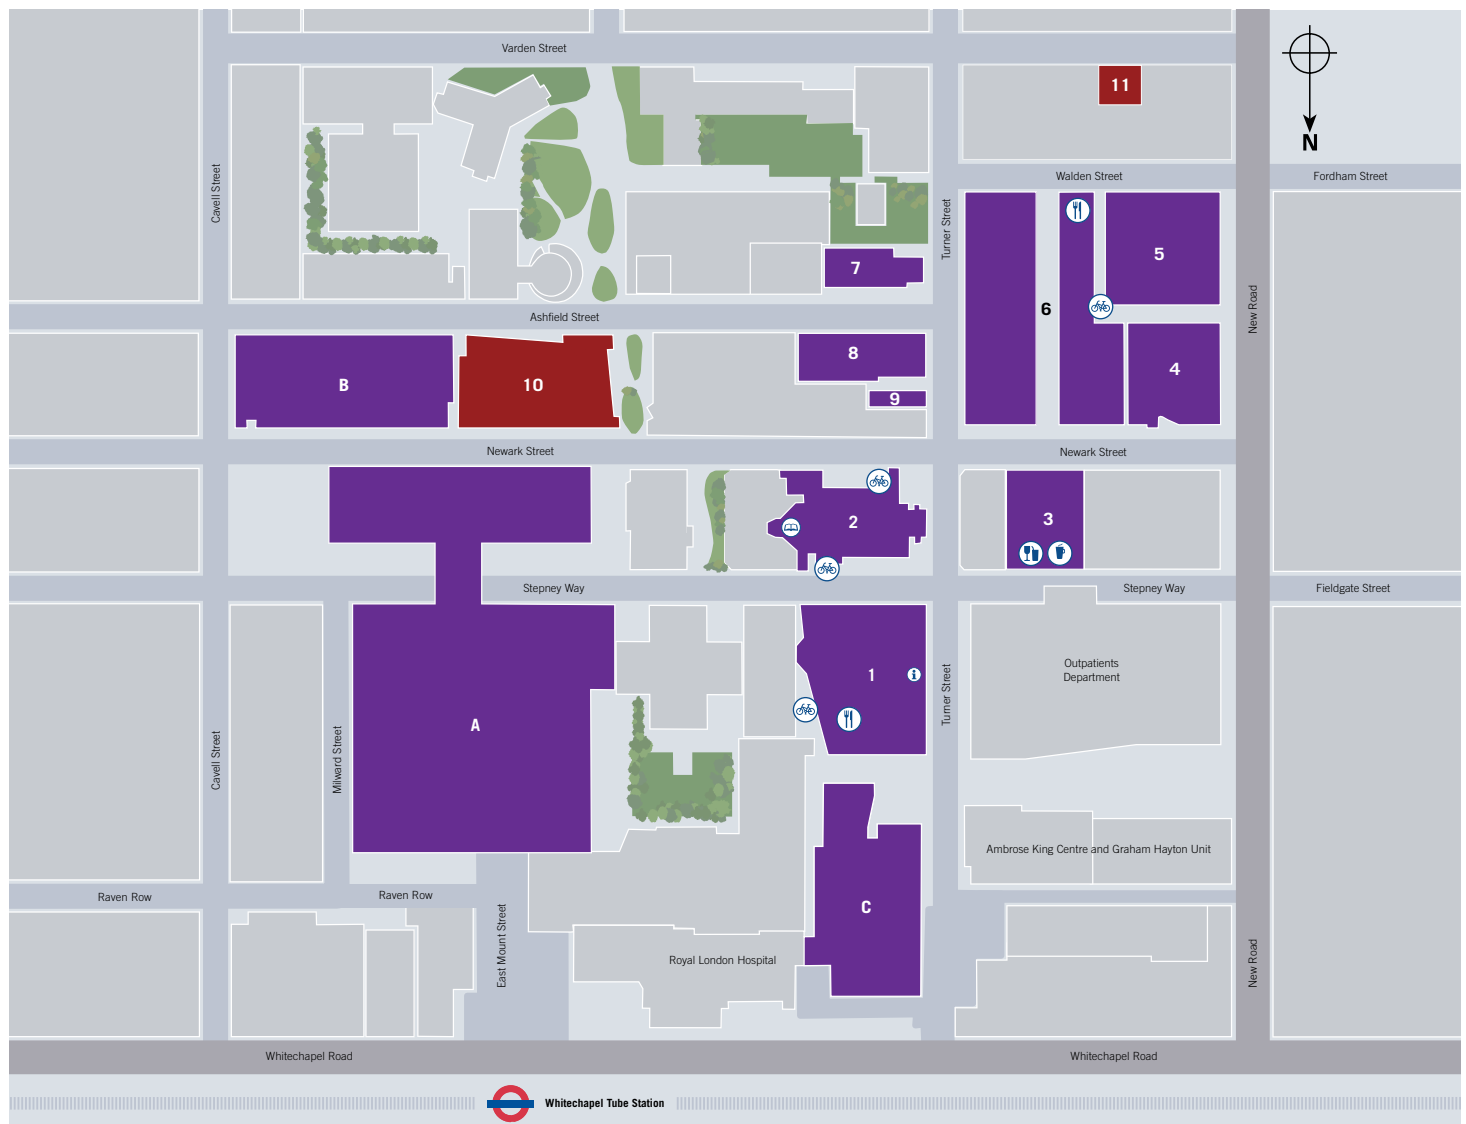 Varden Street
11
N
Cavell Street
Walden Street
Fordham Street
Turner Street
5
7
6
New Road
Ashfield Street
8
4
B
10
9
Newark Street
Newark Street
2
3
Stepney Way
Stepney Way
Fieldgate Street
Outpatients
Department
1
i
Turner Street
A
Cavell Street
Milward Street
Ambrose King Centre and Graham Hayton Unit
Raven Row
Raven Row
C
East Mount Street
Royal London Hospital
New Road
Whitechapel Road
Whitechapel Road
Whitechapel Tube Station